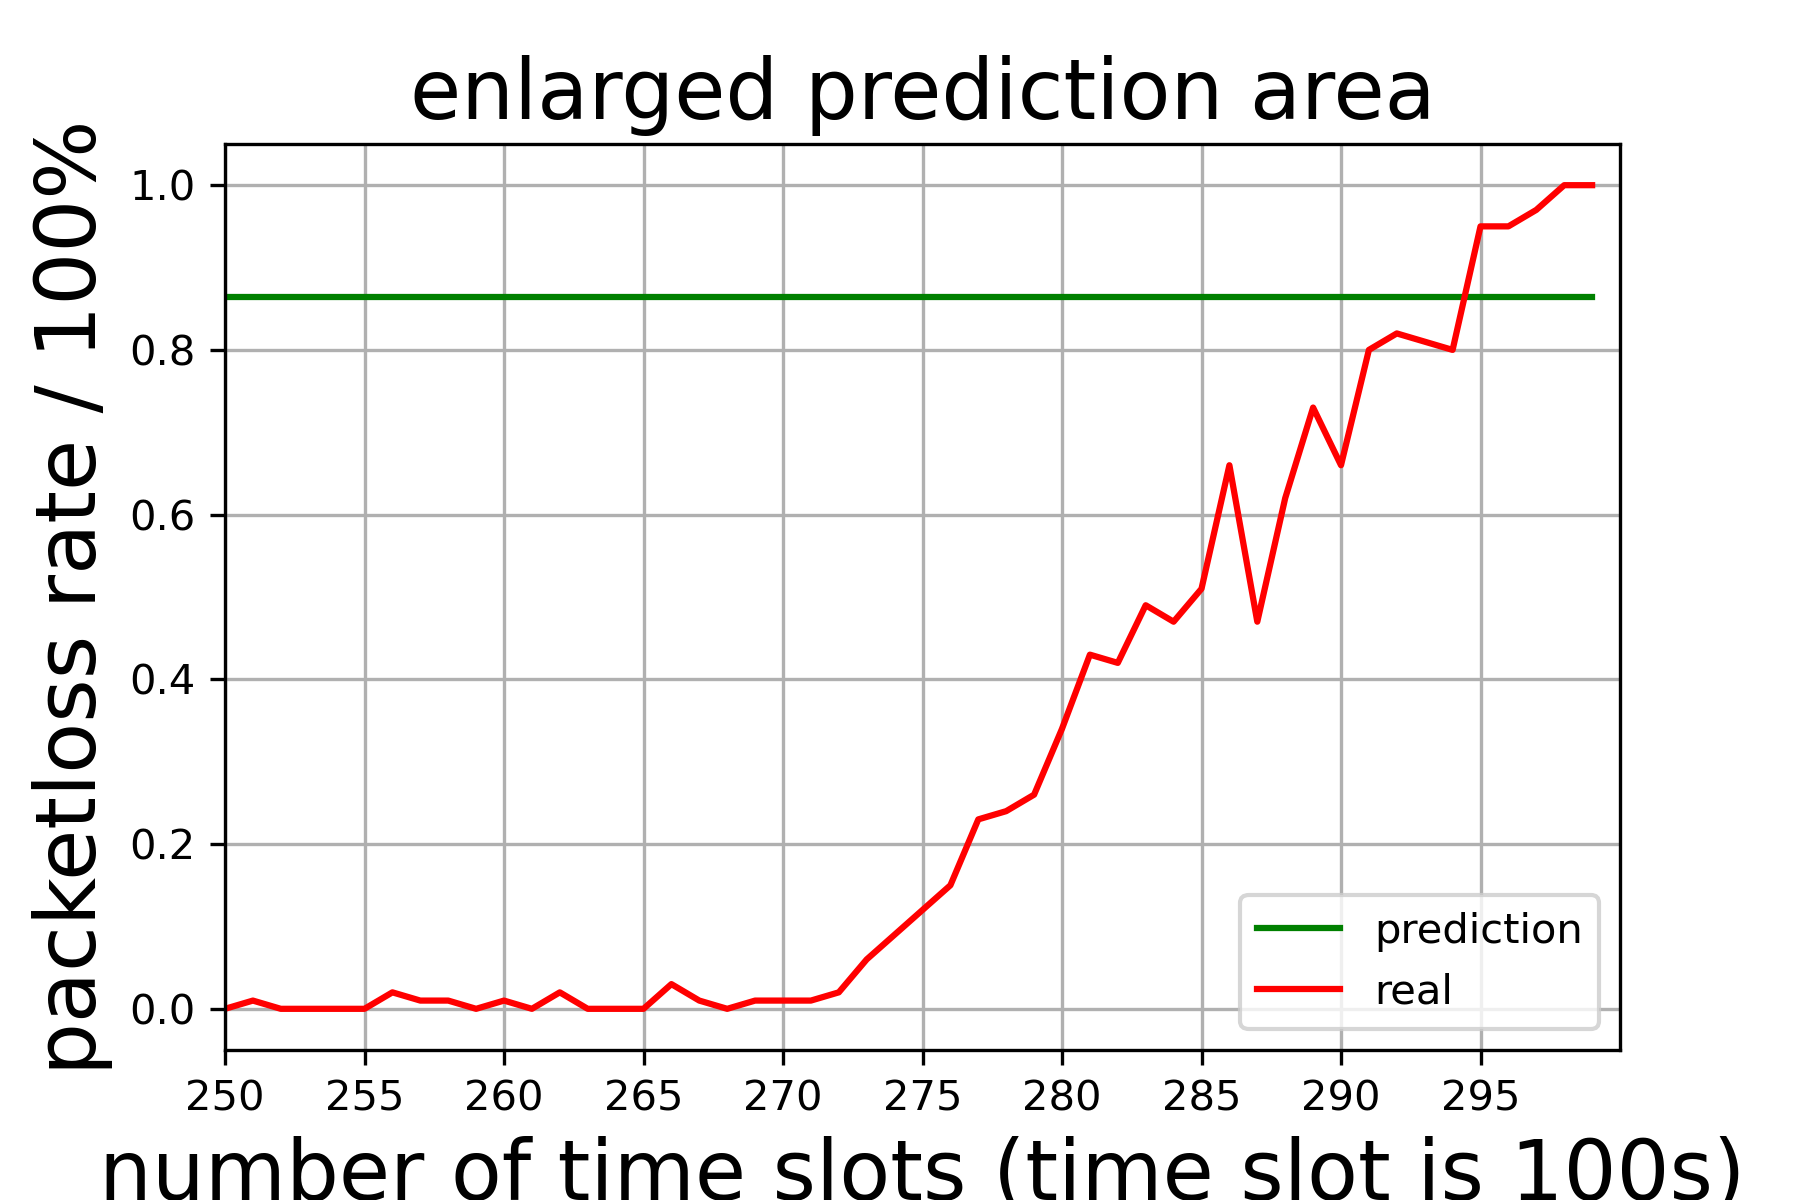 enlarged prediction area
packetloss rate / 100%
1.0
0.8
0.6
0.4
0.2
0.0
prediction
real
250 255 260 265 270 275 280 285 290 295
number of time slots (time slot is 100s)